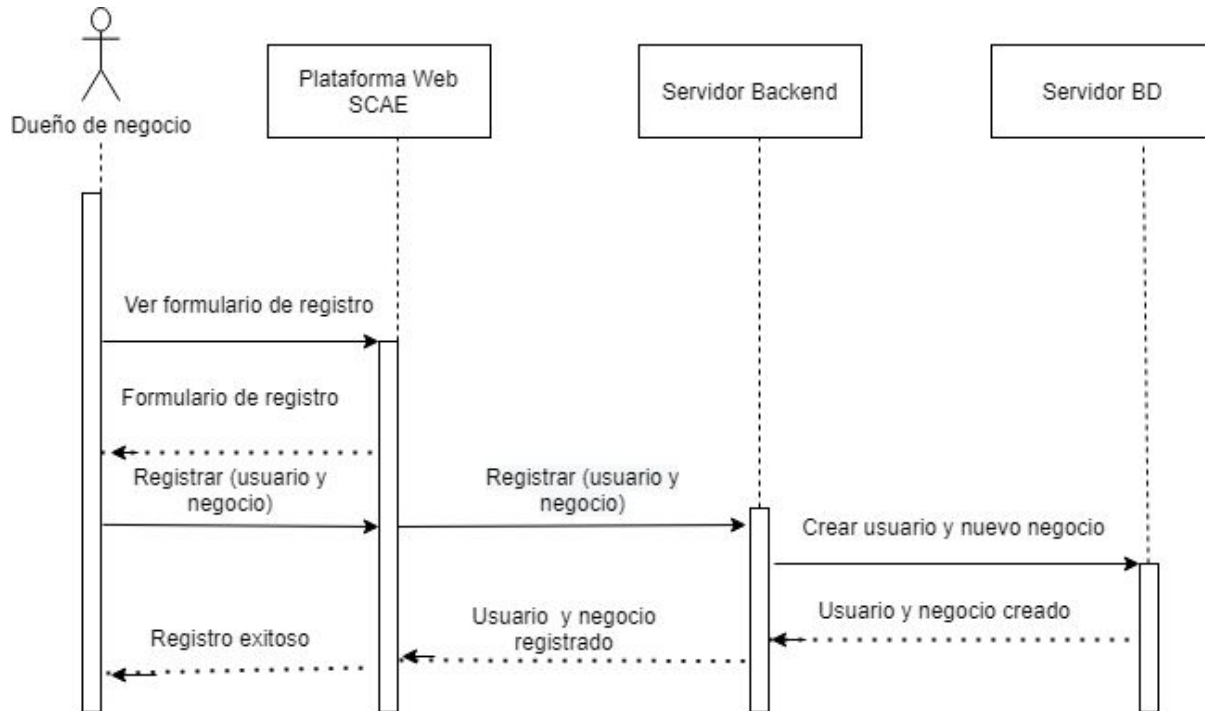 Dueño de negocio
Plataforma Web
SCAE
Servidor Backend
Servidor BD
Ver formulario de registro
Formulario de registro
Registrar (usuario y
negocio)
Registrar (usuario y
negocio)
Crear usuario y nuevo negocio
Usuario y negocio creado
Usuario y negocio
registrado
Registro exitoso